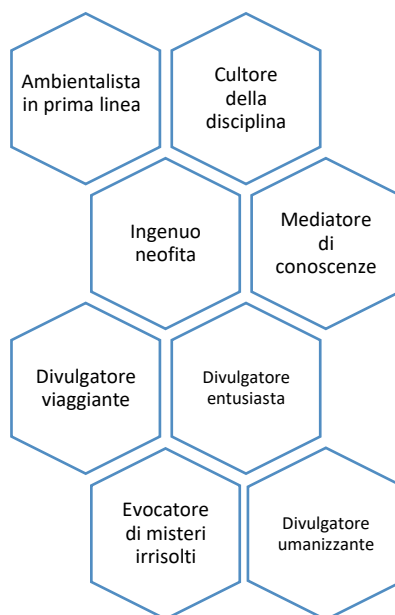 Ambientalista
in prima linea
Cultore
della
disciplina
Ingenuo
neofita
Mediatore
di
conoscenze
Divulgatore
viaggiante
Divulgatore
entusiasta
Evocatore
di misteri
irrisolti
Divulgatore
umanizzante